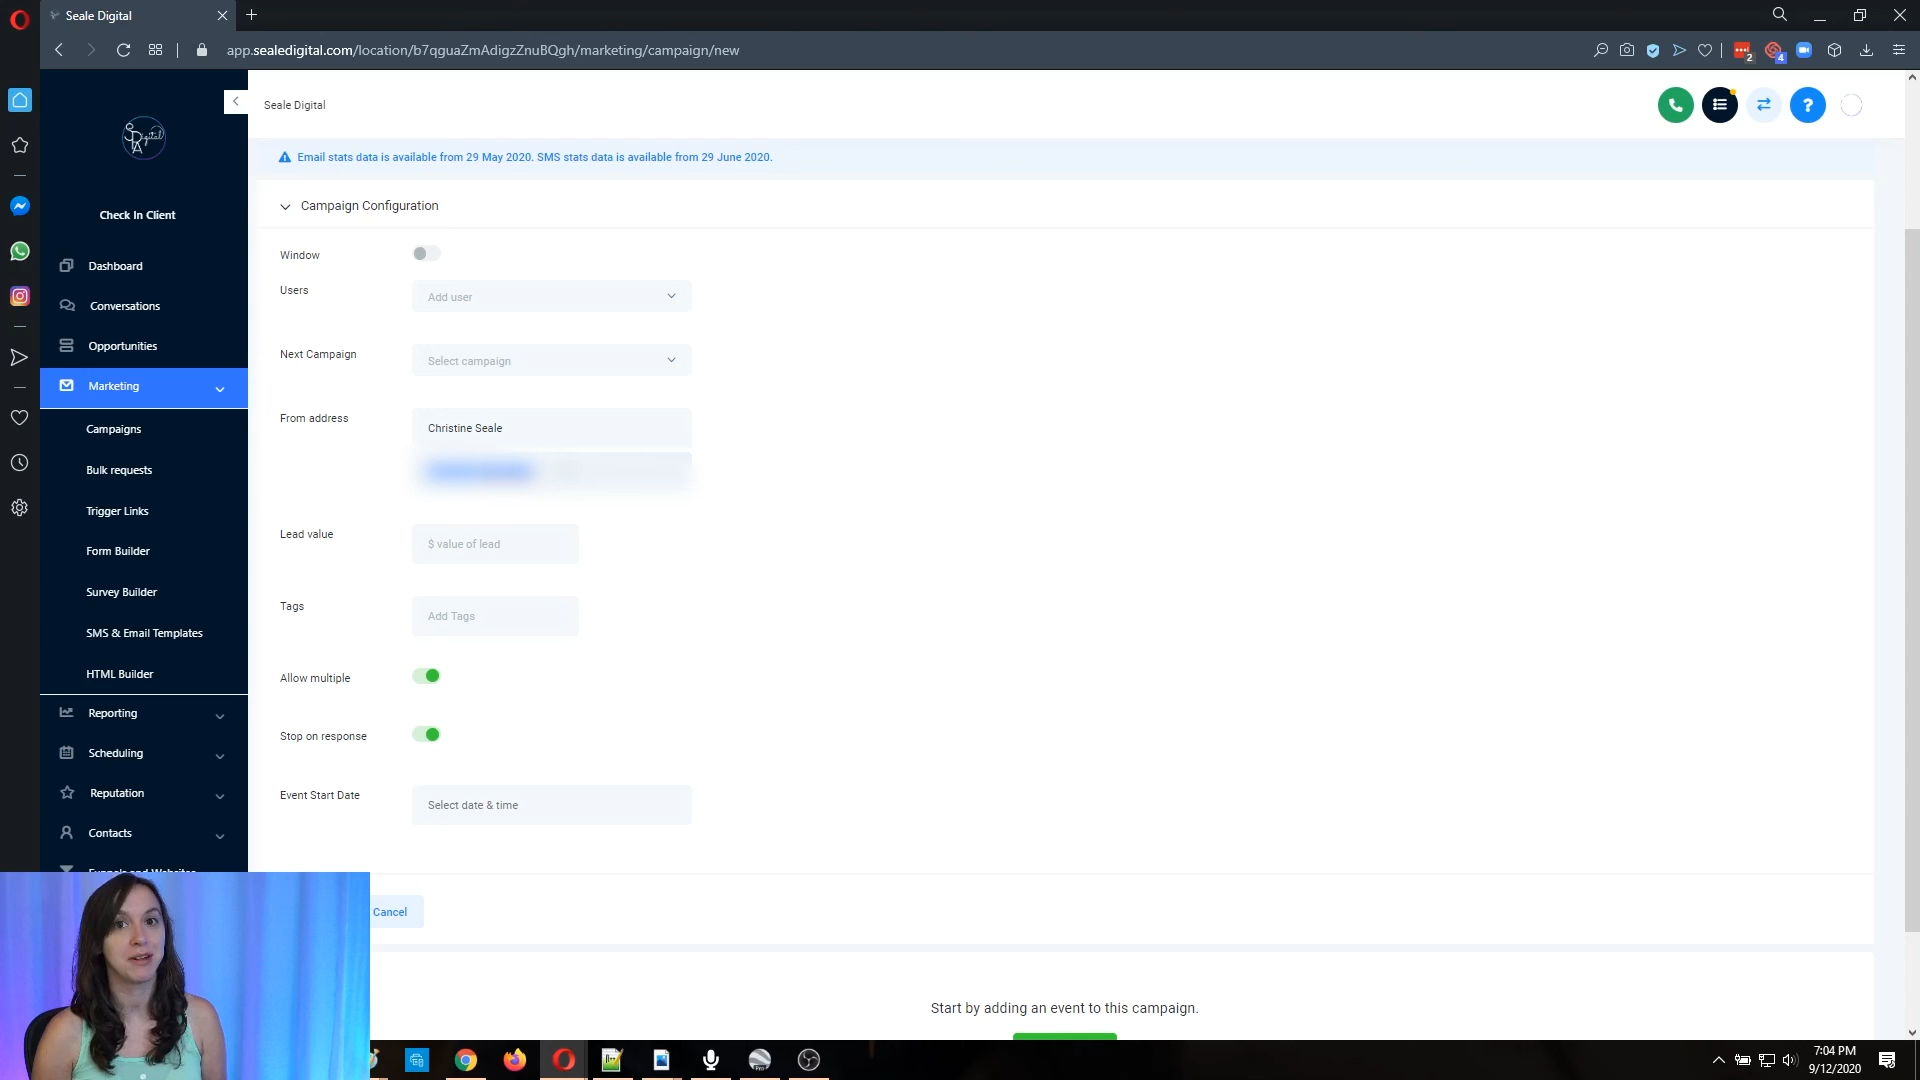 Seale Digital
app.sealedigital.com/location/b7qguaZmAdigzZnuBQgh/marketing/campaign/new
2
4
Seale Digital
Email stats data is available from 29 May 2020. SMS stats data is available from 29 June 2020.
Check In Client
Dashboard
Conversations
Opportunities
Marketing
Campaigns
Bulk requests
Trigger Links
Form Builder
Survey Builder
SMS & Email Templates
HTML Builder
Reporting
Scheduling
Reputation
Contacts
Funnels and Websites
Campaign Configuration
Window
Users
Add user
Next Campaign
Select campaign
From address
Christine Seale
Lead value
$ value of lead
Tags
Add Tags
Allow multiple
Stop on response
Event Start Date
Select date & time
Cancel
Start by adding an event to this campaign.
7:04 PM
9/12/2020